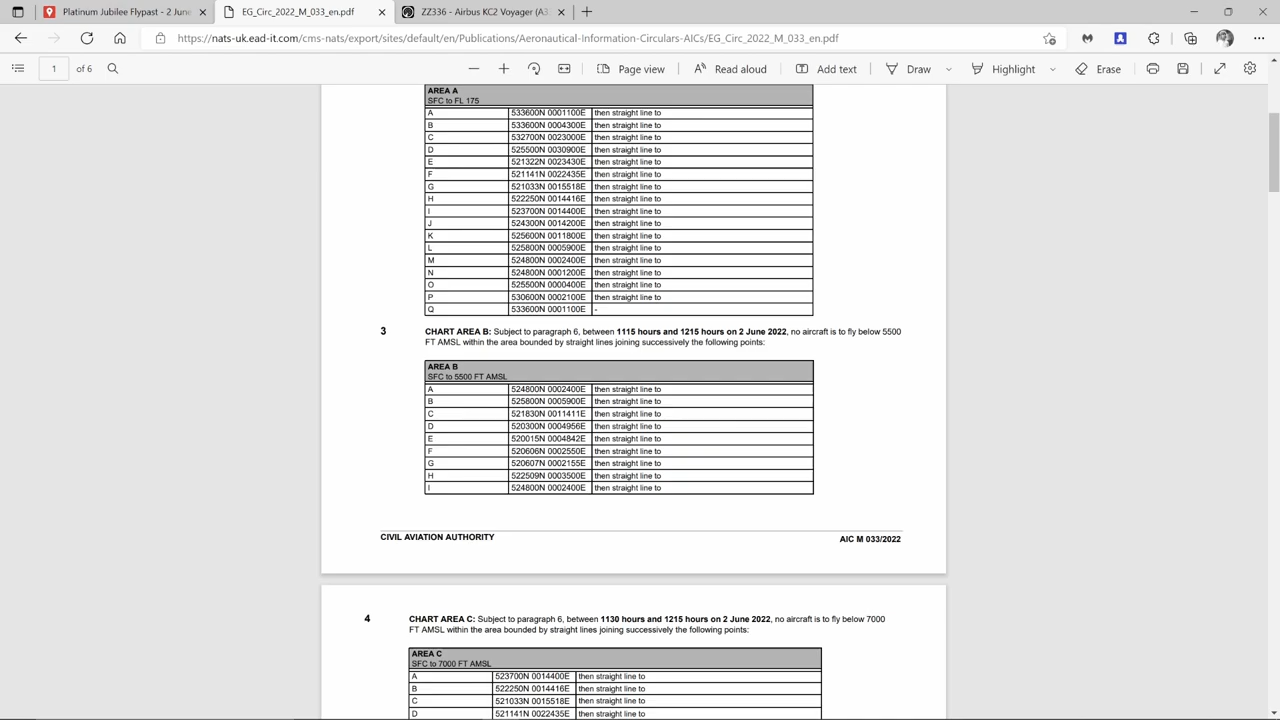 Platinum Jubilee Flypast - 2 June
EG_Circ_2022_M_033_en.pdf
ZZ336 - Airbus KC2 Voyager (A3
https://nats-uk.ead-it.com/cms-nats/export/sites/default/en/Publications/Aeronautical-Information-Circulars-AICs/EG_Circ_2022_M_033_en.pdf
1 of 6
Page view
Read aloud
Add text
Draw
Highlight
Erase
AREA A
SFC to FL 175
A 533600N 0001100E then straight line to
B 533600N 0004300E then straight line to
C 532700N 0023000E then straight line to
D 525500N 0030900E then straight line to
E 521322N 0023430E then straight line to
F 521141N 0022435E then straight line to
G 521033N 0015518E then straight line to
H 522250N 0014416E then straight line to
I 523700N 0014400E then straight line to
J 524300N 0014200E then straight line to
K 525600N 0011800E then straight line to
L 525800N 0005900E then straight line to
M 524800N 0002400E then straight line to
N 524800N 0001200E then straight line to
O 525500N 0000400E then straight line to
P 530600N 0002100E then straight line to
Q 533600N 0001100E -
3 CHART AREA B: Subject to paragraph 6, between 1115 hours and 1215 hours on 2 June 2022, no aircraft is to fly below 5500
FT AMSL within the area bounded by straight lines joining successively the following points:
AREA B
SFC to 5500 FT AMSL
A 524800N 0002400E then straight line to
B 525800N 0005900E then straight line to
C 521830N 0011411E then straight line to
D 520300N 0004956E then straight line to
E 520015N 0004842E then straight line to
F 520606N 0002550E then straight line to
G 520607N 0002155E then straight line to
H 522509N 0003500E then straight line to
I 524800N 0002400E then straight line to
CIVIL AVIATION AUTHORITY
AIC M 033/2022
4 CHART AREA C: Subject to paragraph 6, between 1130 hours and 1215 hours on 2 June 2022, no aircraft is to fly below 7000
FT AMSL within the area bounded by straight lines joining successively the following points:
AREA C
SFC to 7000 FT AMSL
A 523700N 0014400E then straight line to
B 522250N 0014416E then straight line to
C 521033N 0015518E then straight line to
D 521141N 0022435E then straight line to